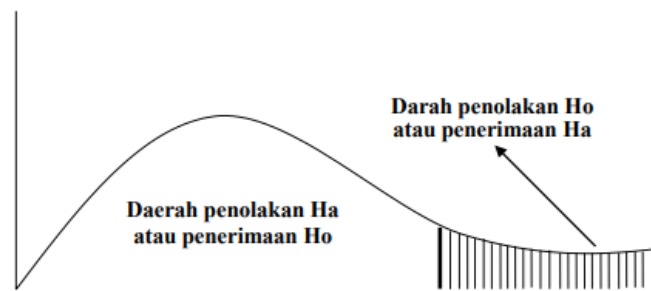 Darah penolakan Ho
atau penerimaan Ha
Daerah penolakan Ha
atau penerimaan Ho